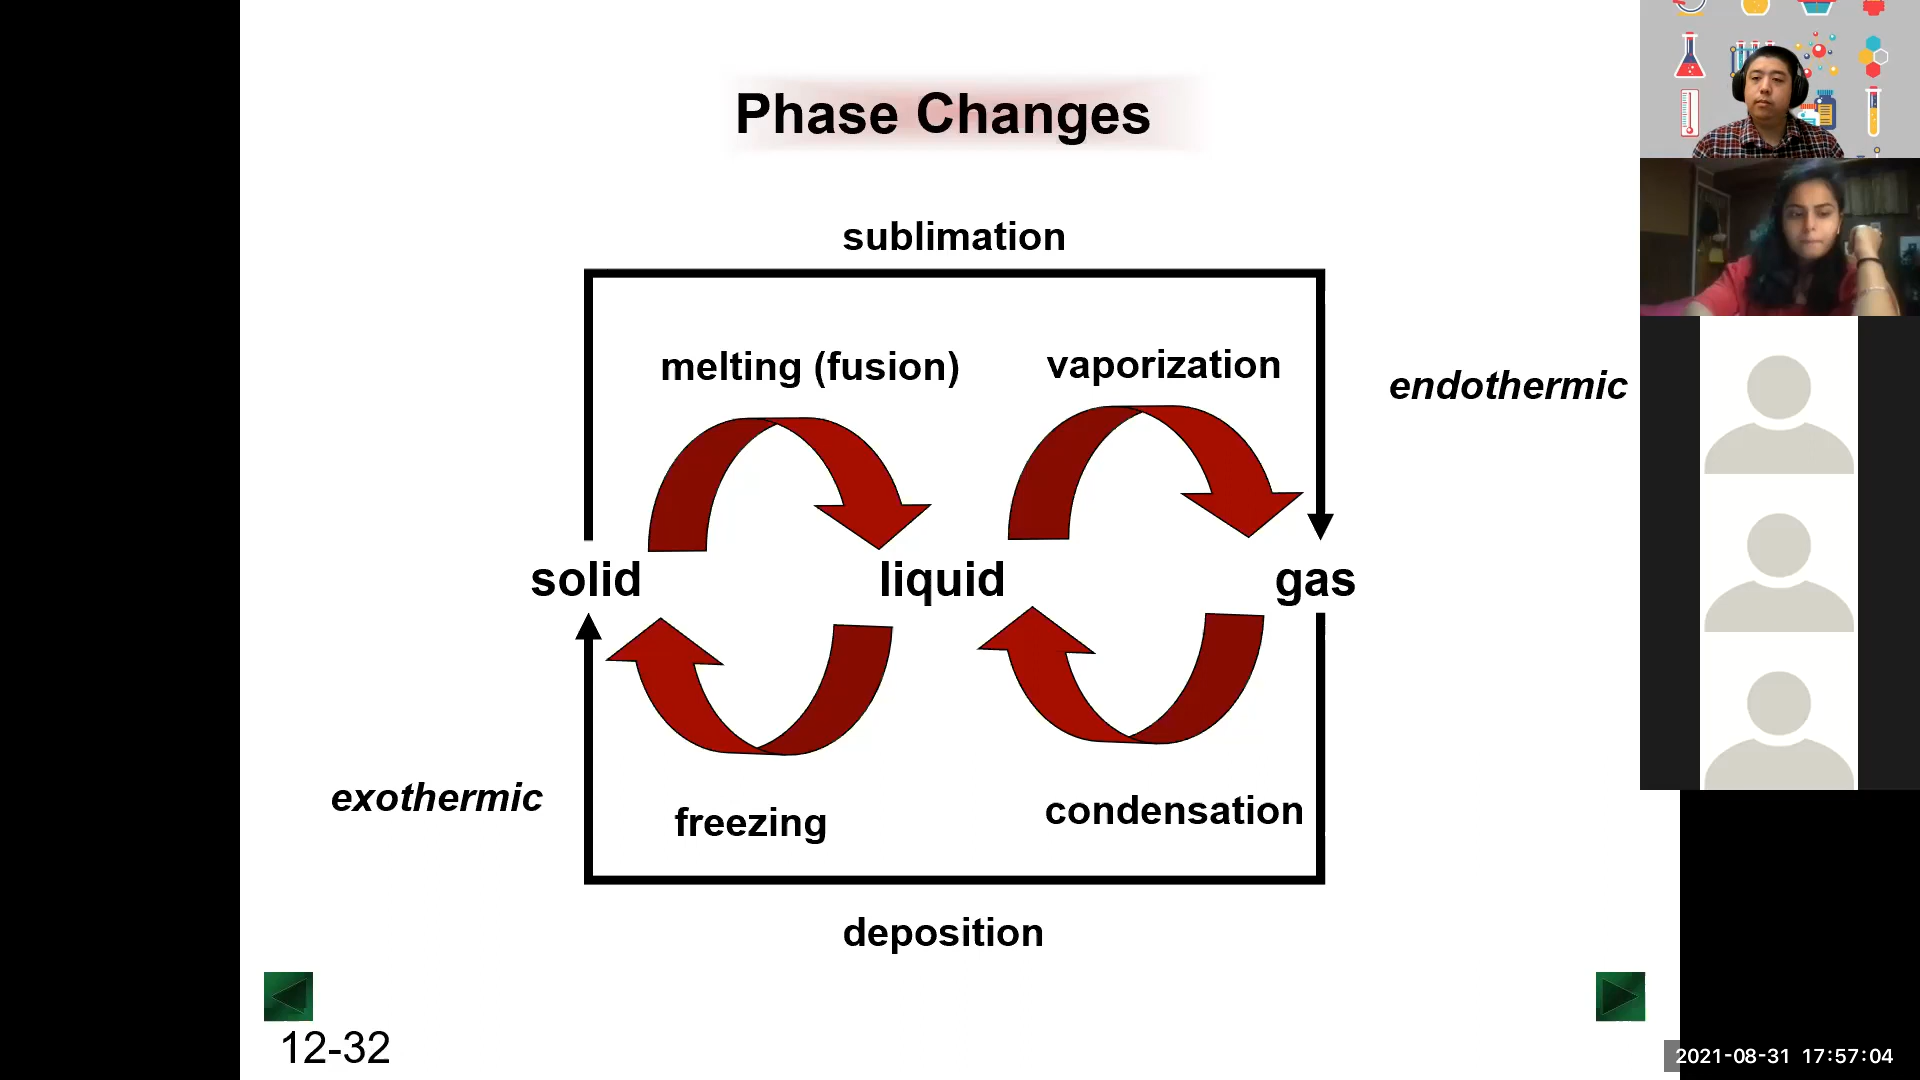 Phase Changes
sublimation
melting (fusion)
vaporization
endothermic
solid
liquid
gas
exothermic
freezing
condensation
deposition
12-32
2021-08-31 17:57:04